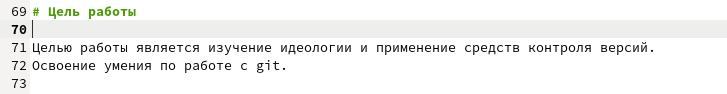 69 # Цель работы
70
71 Целью работы является изучение идеологии и применение средств контроля версий.
72 Освоение умения по работе с git.
73